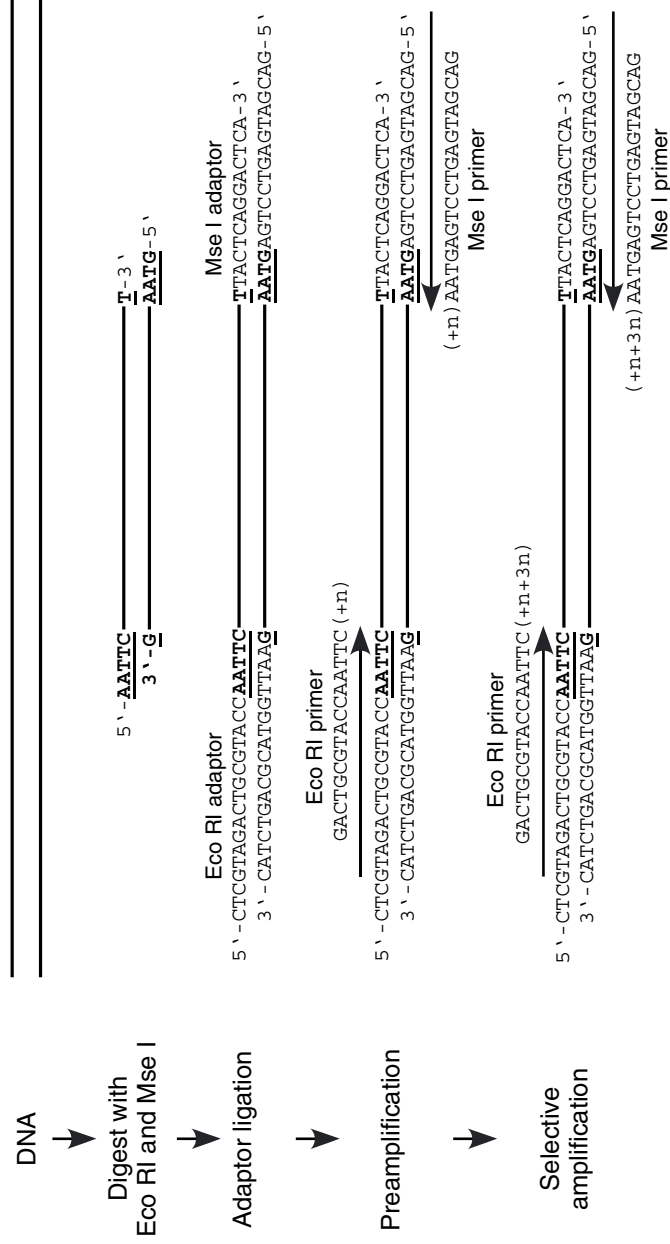 DNA
Digest with
Eco RI and Mse I
5`-AATTC
T-3`
3`-G
AATG-5`
Adaptor ligation
Eco RI adaptor
Mse I adaptor
5`-CTCGTAGACTGCGTACCAATTC
TTACTCAGGACTCA-3`
3`-CATCTGACGCATGGTTAAG
AATGAGTCCTGAGTAGCAG-5`
Preamplification
Eco RI primer
GACTGCGTACCAATTC(+n)
5`-CTCGTAGACTGCGTACCAATTC
TTACTCAGGACTCA-3`
3`-CATCTGACGCATGGTTAAG
AATGAGTCCTGAGTAGCAG-5`
(+n)AATGAGTCCTGAGTAGCAG
Mse I primer
Selective
amplification
Eco RI primer
GACTGCGTACCAATTC(+n+3n)
5`-CTCGTAGACTGCGTACCAATTC
TTACTCAGGACTCA-3`
3`-CATCTGACGCATGGTTAAG
AATGAGTCCTGAGTAGCAG-5`
(+n+3n)AATGAGTCCTGAGTAGCAG
Mse I primer